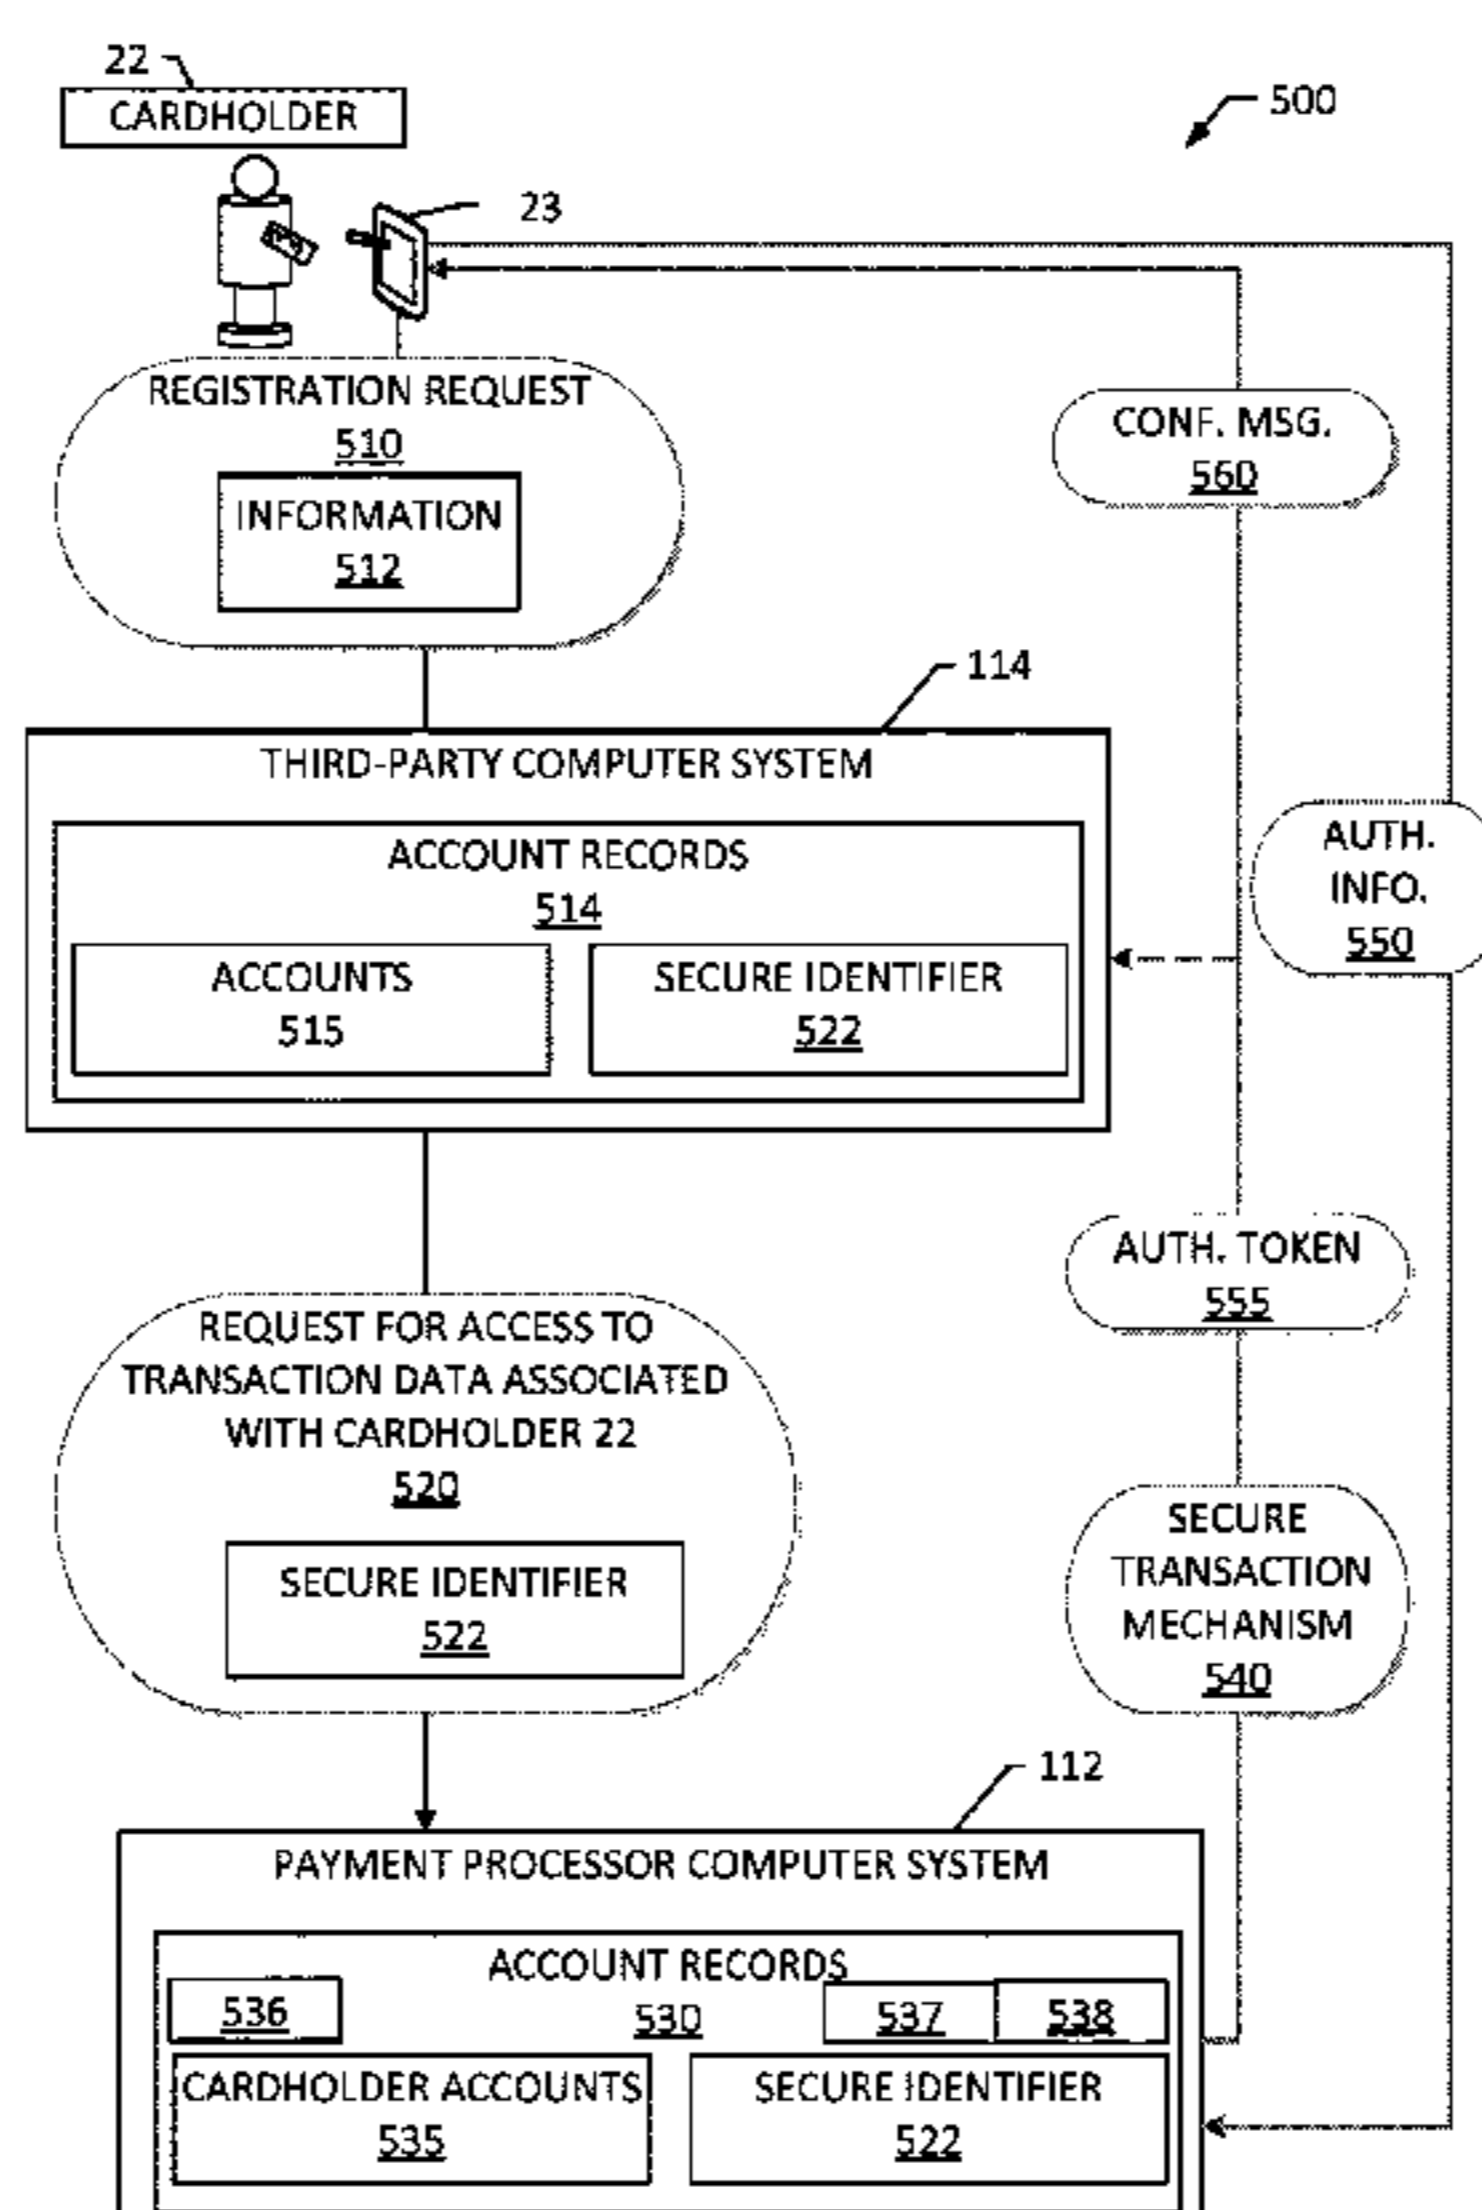 22
CARDHOLDER
500
23
REGISTRATION REQUEST
510
INFORMATION
512
CONF. MSG.
560
114
THIRD-PARTY COMPUTER SYSTEM
ACCOUNT RECORDS
514
ACCOUNTS
515
SECURE IDENTIFIER
522
AUTH.
INFO.
550
AUTH. TOKEN
555
REQUEST FOR ACCESS TO
TRANSACTION DATA ASSOCIATED
WITH CARDHOLDER 22
520
SECURE IDENTIFIER
522
SECURE
TRANSACTION
MECHANISM
540
112
PAYMENT PROCESSOR COMPUTER SYSTEM
ACCOUNT RECORDS
530
536
537
538
CARDHOLDER ACCOUNTS
535
SECURE IDENTIFIER
522